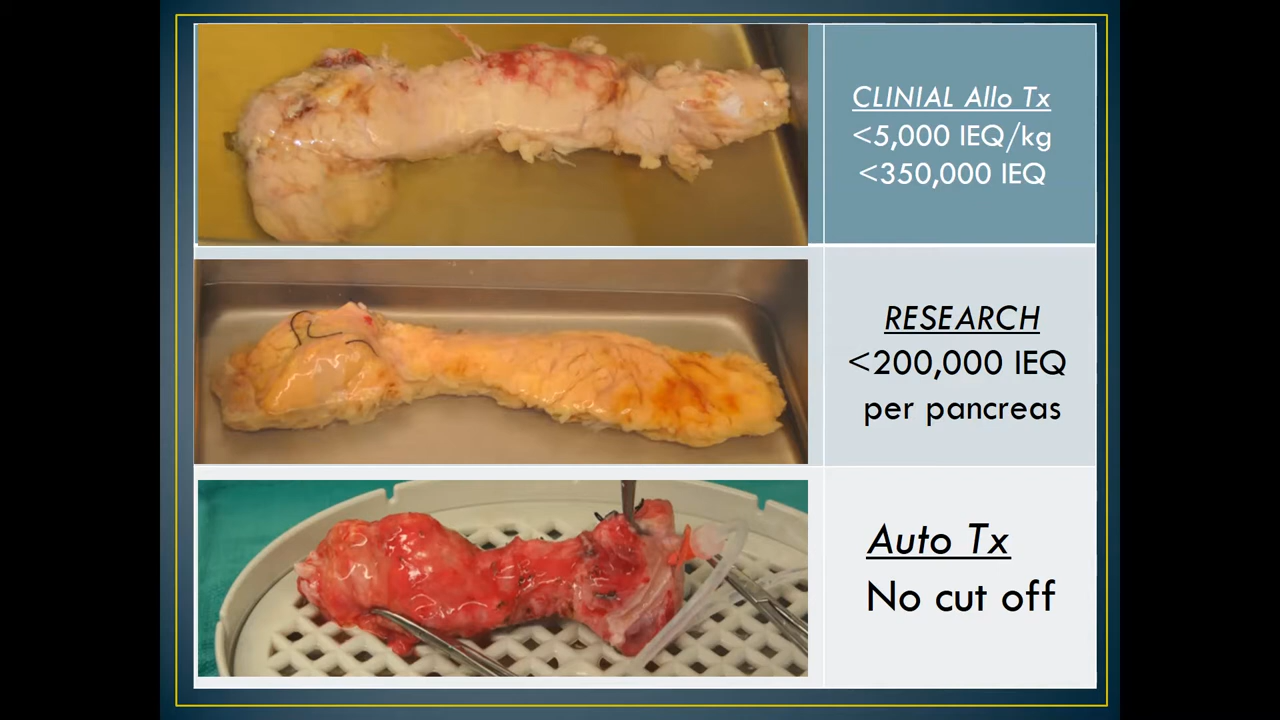 CLINIAL Allo Tx
<5,000 IEQ/kg
<350,000 IEQ
RESEARCH
<200,000 IEQ
per pancreas
Auto Tx
No cut off